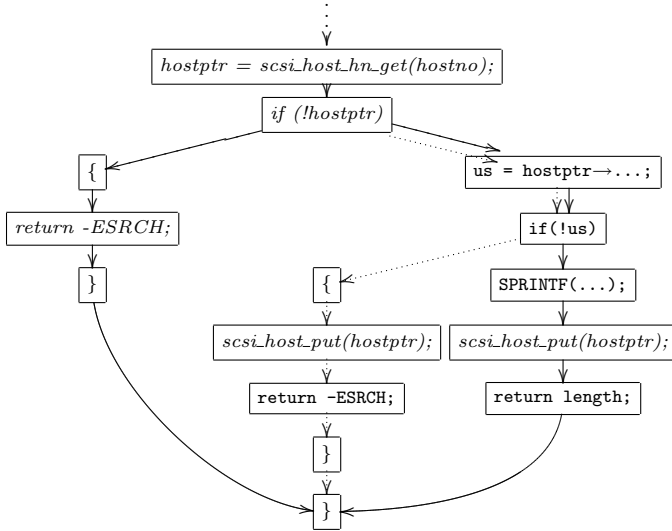 hostptr = scsi_host_hn_get(hostno);
if (!hostptr)
{
us = hostptr→...;
return -ESRCH;
if(!us)
}
{
SPRINTF(...);
scsi_host_put(hostptr);
scsi_host_put(hostptr);
return -ESRCH;
return length;
}
}